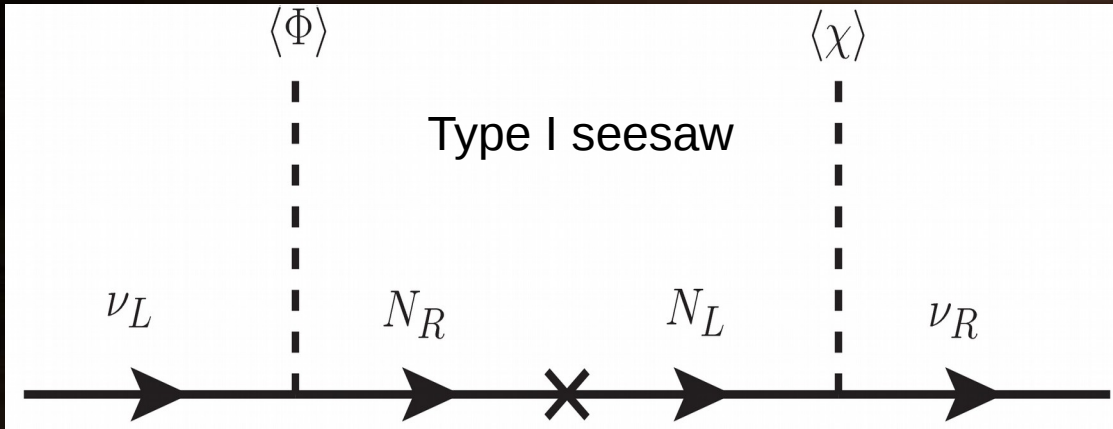 ⟨Φ⟩ ⟨χ⟩
Type I seesaw
ν_L N_R N_L ν_R